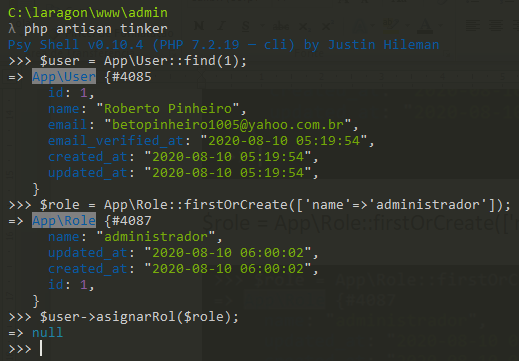 C:\laragon\www\admin
λ php artisan tinker
Psy Shell v0.10.4 (PHP 7.2.19 — cli) by Justin Hileman
>>> $user = App\User::find(1);
=> App\User {#4085
     id: 1,
     name: "Roberto Pinheiro",
     email: "betopinheiro1005@yahoo.com.br",
     email_verified_at: "2020-08-10 05:19:54",
     created_at: "2020-08-10 05:19:54",
     updated_at: "2020-08-10 05:19:54",
   }
>>> $role = App\Role::firstOrCreate(['name'=>'administrador']);
=> App\Role {#4087
     name: "administrador",
     updated_at: "2020-08-10 06:00:02",
     created_at: "2020-08-10 06:00:02",
     id: 1,
   }
>>> $user->asignarRol($role);
=> null
>>>